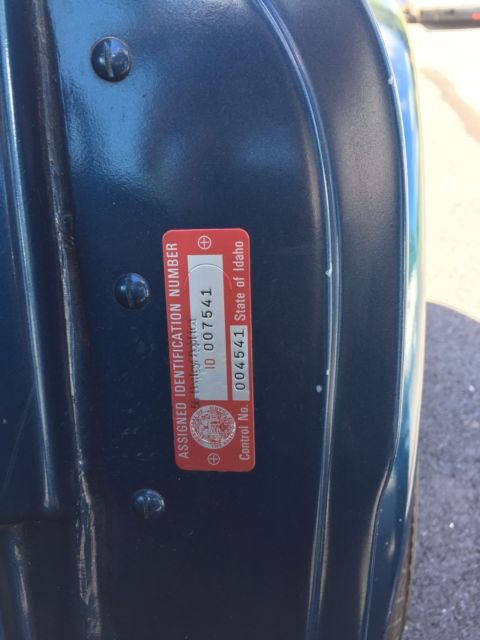 ASSIGNED IDENTIFICATION NUMBER
ID 007541
Control No. 004541 State of Idaho